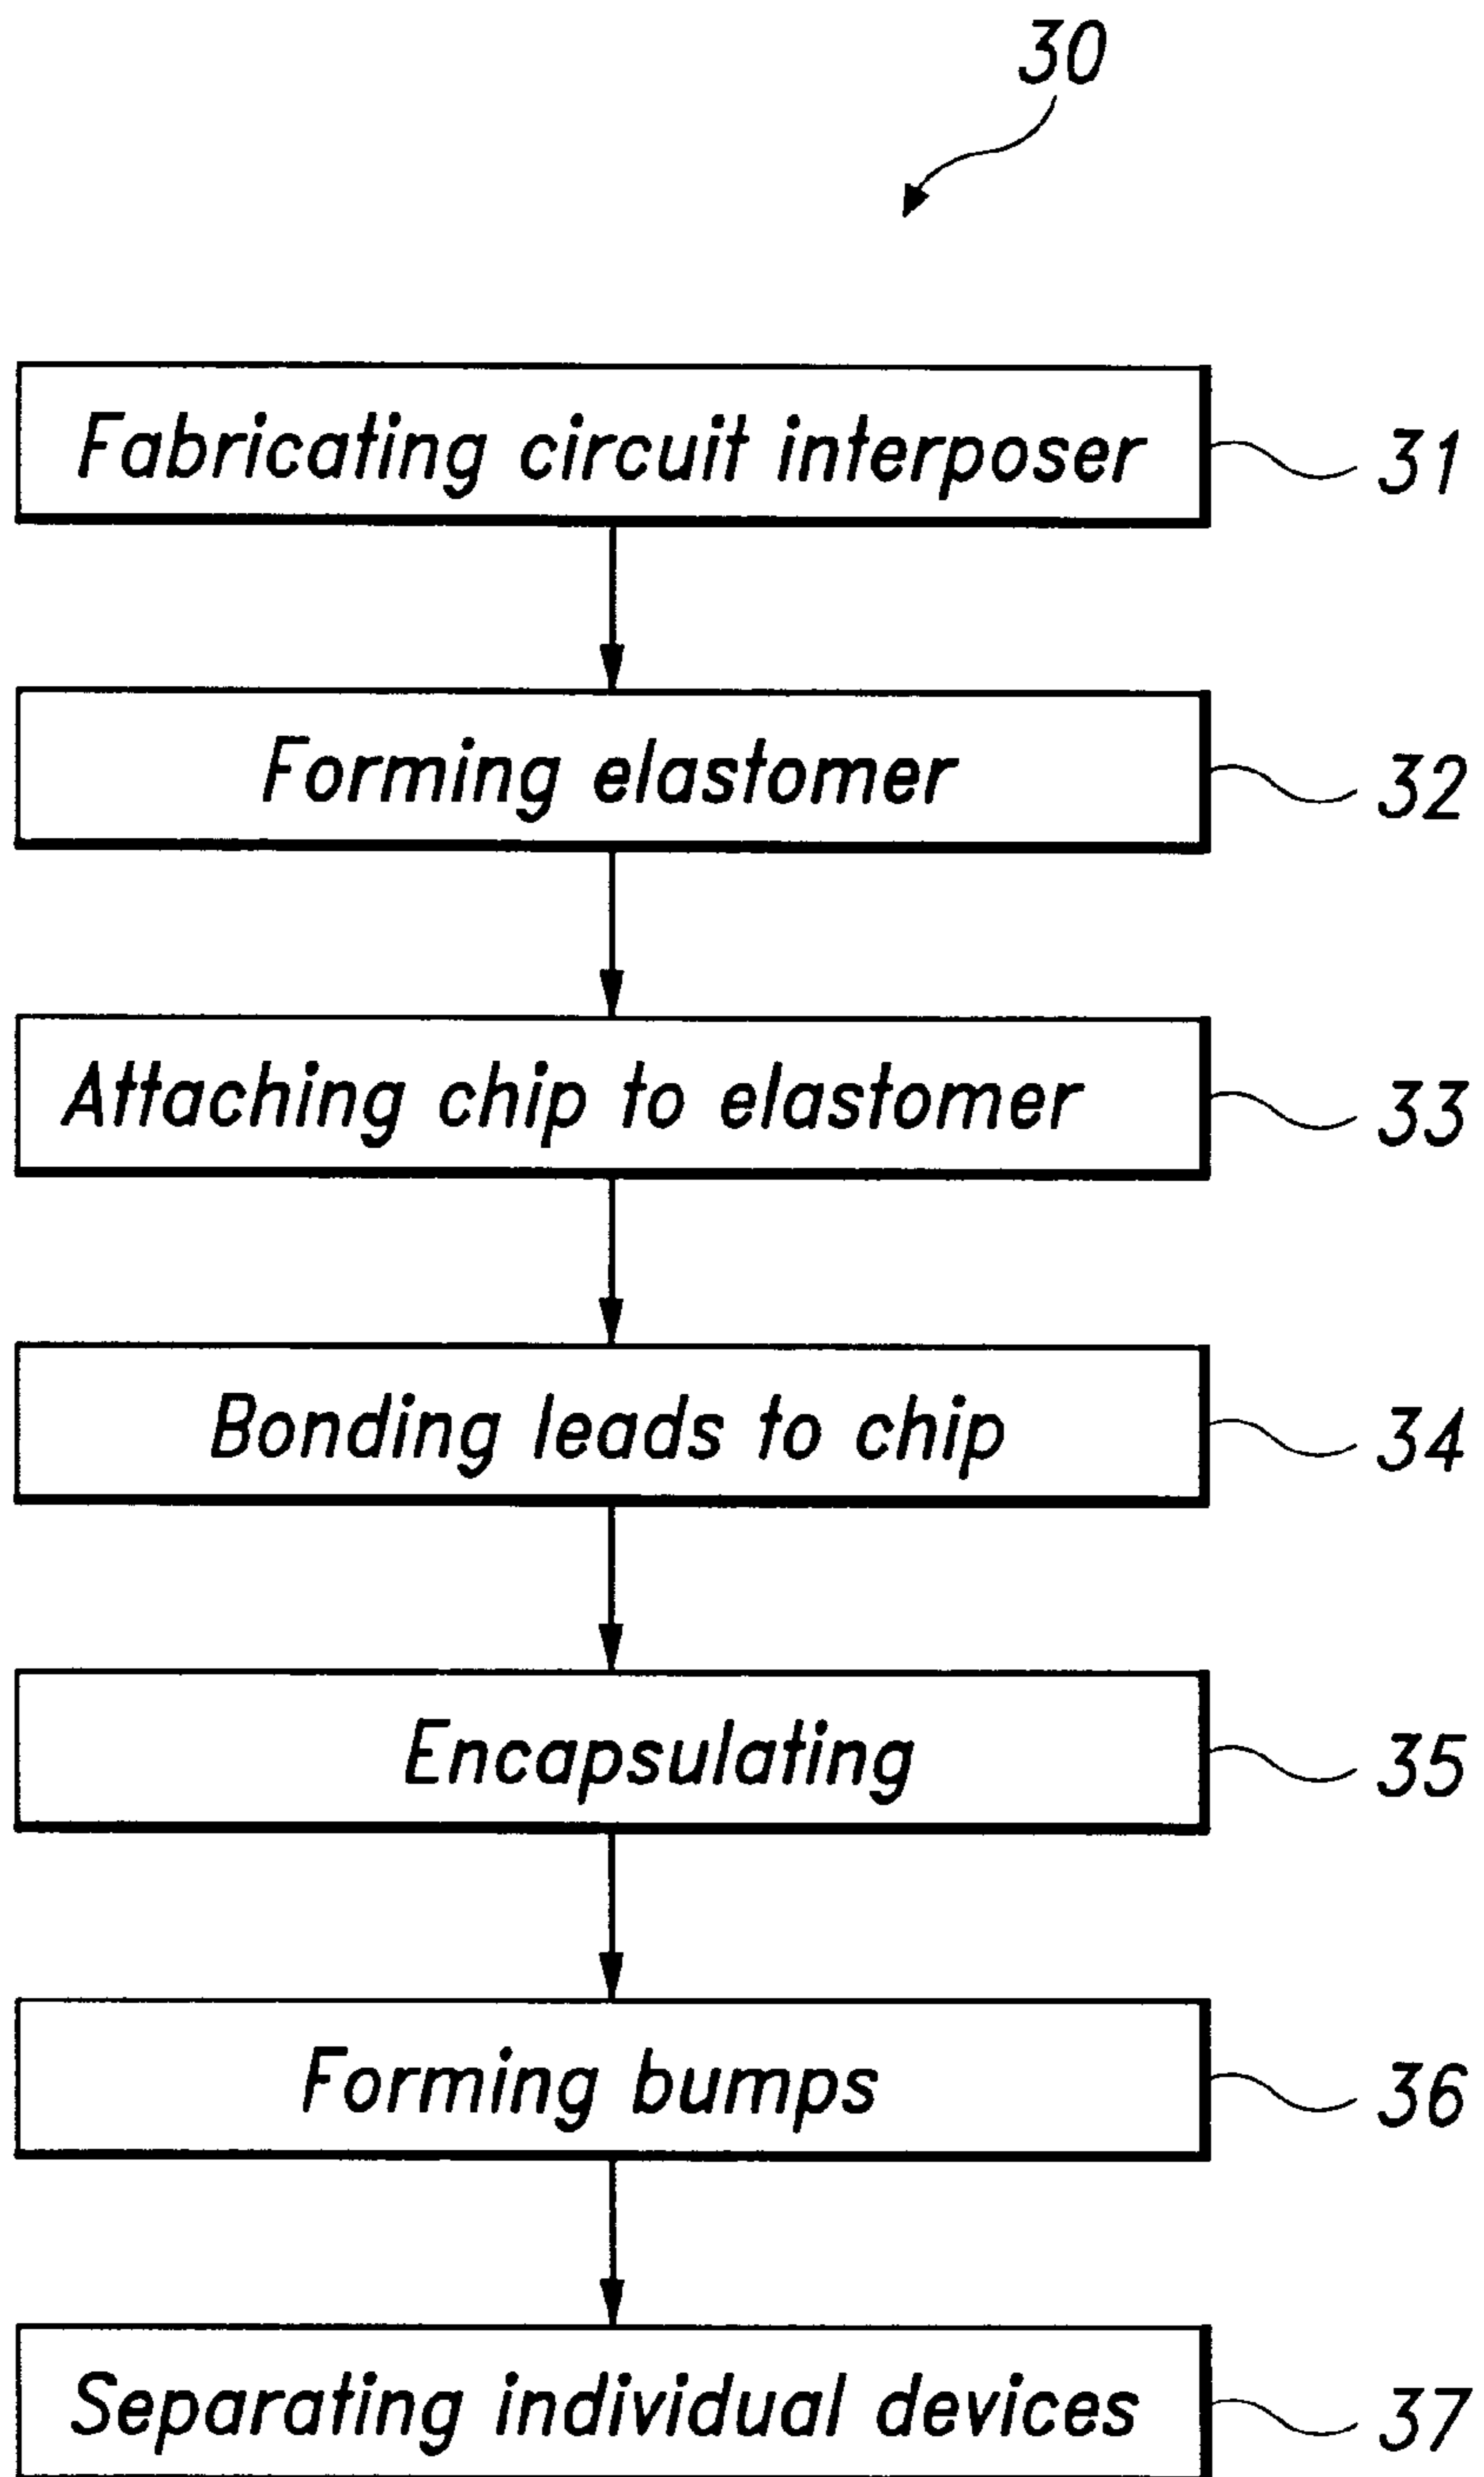 30
Fabricating circuit interposer 31
Forming elastomer 32
Attaching chip to elastomer 33
Bonding leads to chip 34
Encapsulating 35
Forming bumps 36
Separating individual devices 37